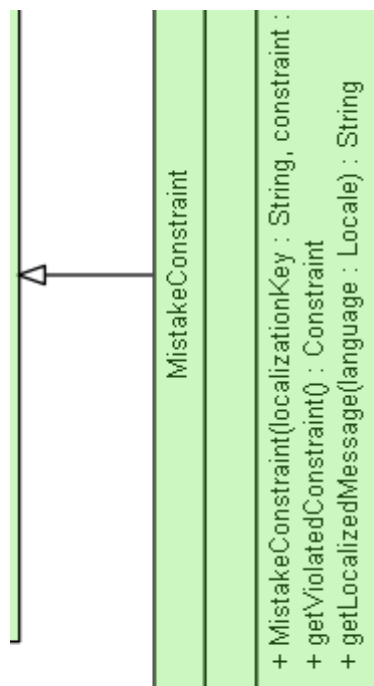 MistakeConstraint
+ MistakeConstraint(localizationKey : String, constraint :
+ getViolatedConstraint() : Constraint
+ getLocalizedMessage(language : Locale) : String